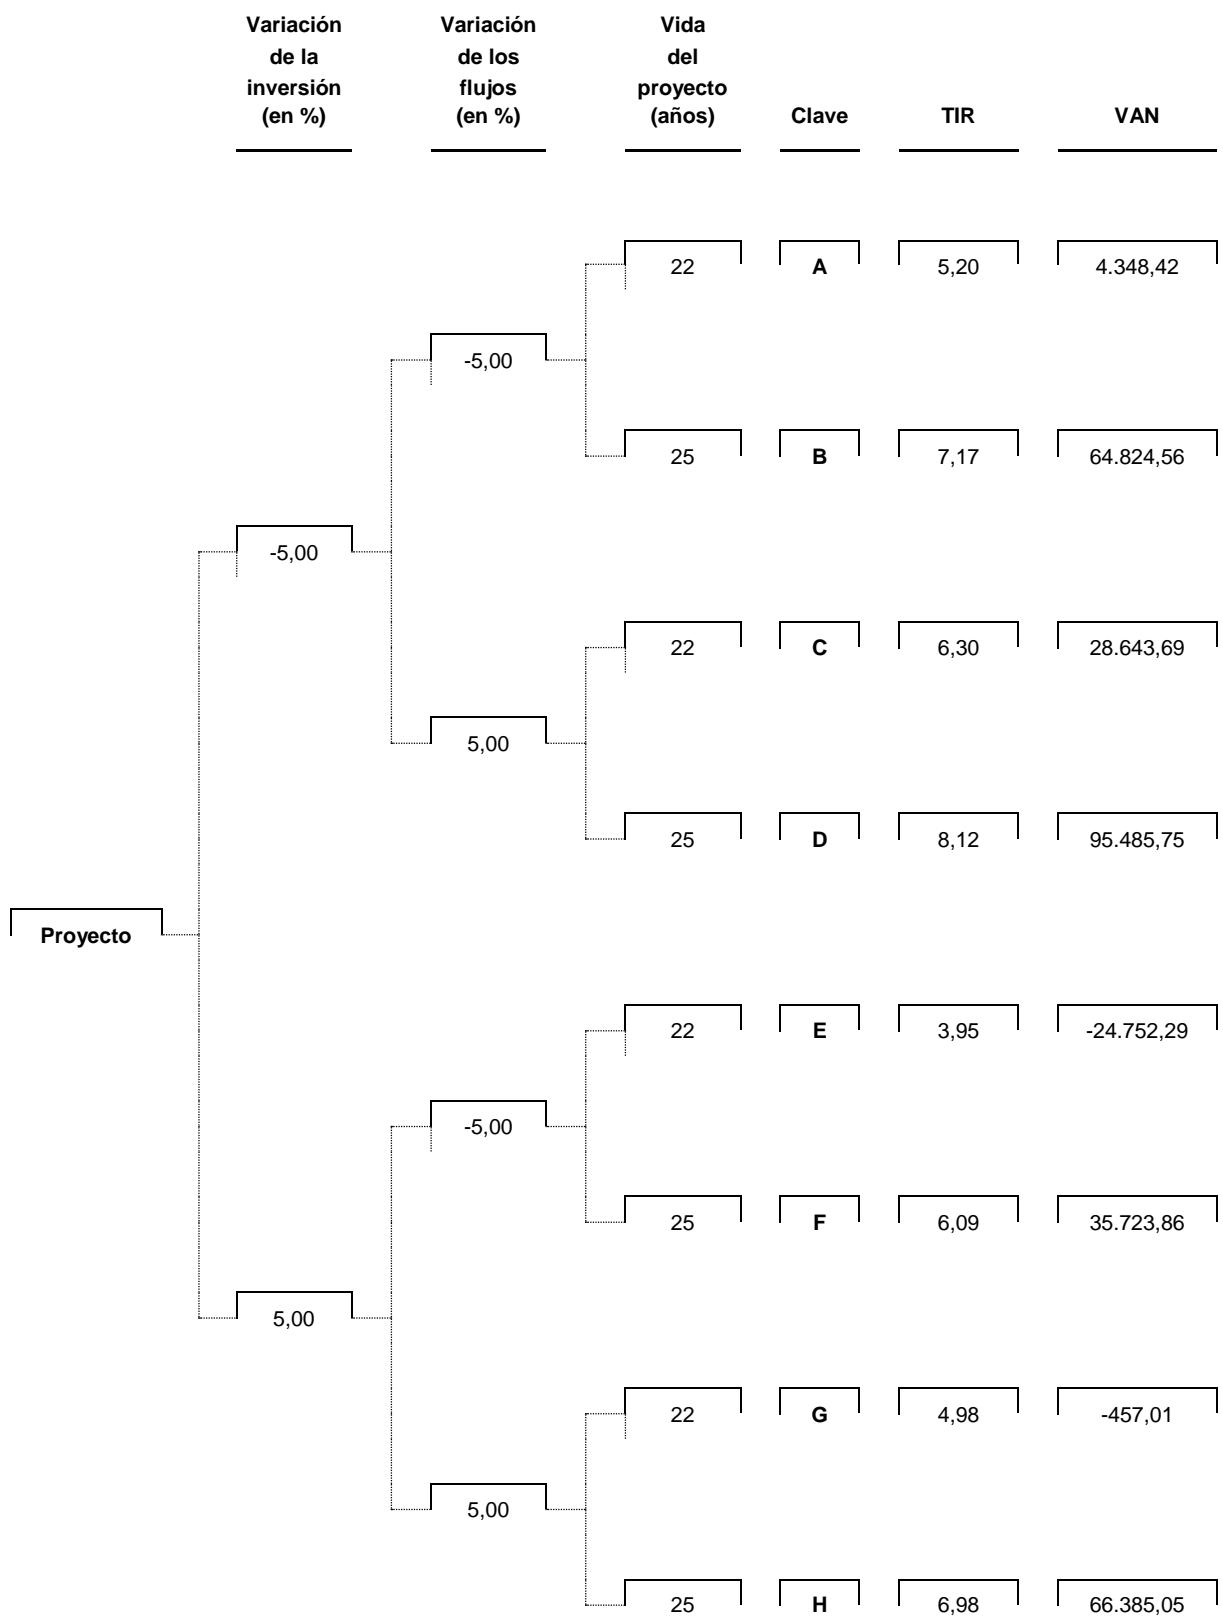 Variación de la inversión (en %)
Variación de los flujos (en %)
Vida del proyecto (años)
Clave
TIR
VAN
22 A 5,20 4.348,42
-5,00
25 B 7,17 64.824,56
-5,00
22 C 6,30 28.643,69
5,00
25 D 8,12 95.485,75
Proyecto
22 E 3,95 -24.752,29
-5,00
25 F 6,09 35.723,86
5,00
22 G 4,98 -457,01
5,00
25 H 6,98 66.385,05